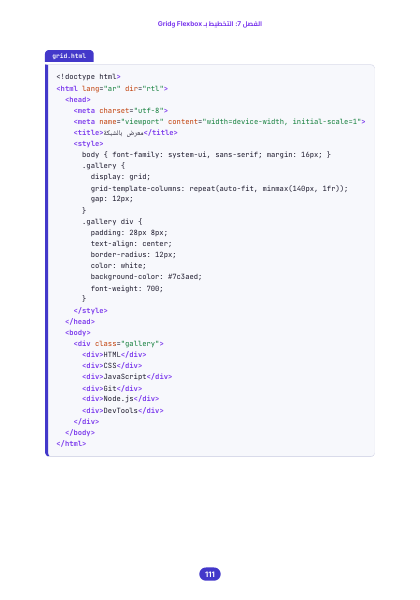 الفصل 7: التخطيط بـ Flexbox وGrid
grid.html
<!doctype html>
<html lang="ar" dir="rtl">
  <head>
    <meta charset="utf-8">
    <meta name="viewport" content="width=device-width, initial-scale=1">
    <title>معرض بالشبكة</title>
    <style>
      body { font-family: system-ui, sans-serif; margin: 16px; }
      .gallery {
        display: grid;
        grid-template-columns: repeat(auto-fit, minmax(140px, 1fr));
        gap: 12px;
      }
      .gallery div {
        padding: 28px 8px;
        text-align: center;
        border-radius: 12px;
        color: white;
        background-color: #7c3aed;
        font-weight: 700;
      }
    </style>
  </head>
  <body>
    <div class="gallery">
      <div>HTML</div>
      <div>CSS</div>
      <div>JavaScript</div>
      <div>Git</div>
      <div>Node.js</div>
      <div>DevTools</div>
    </div>
  </body>
</html>
111